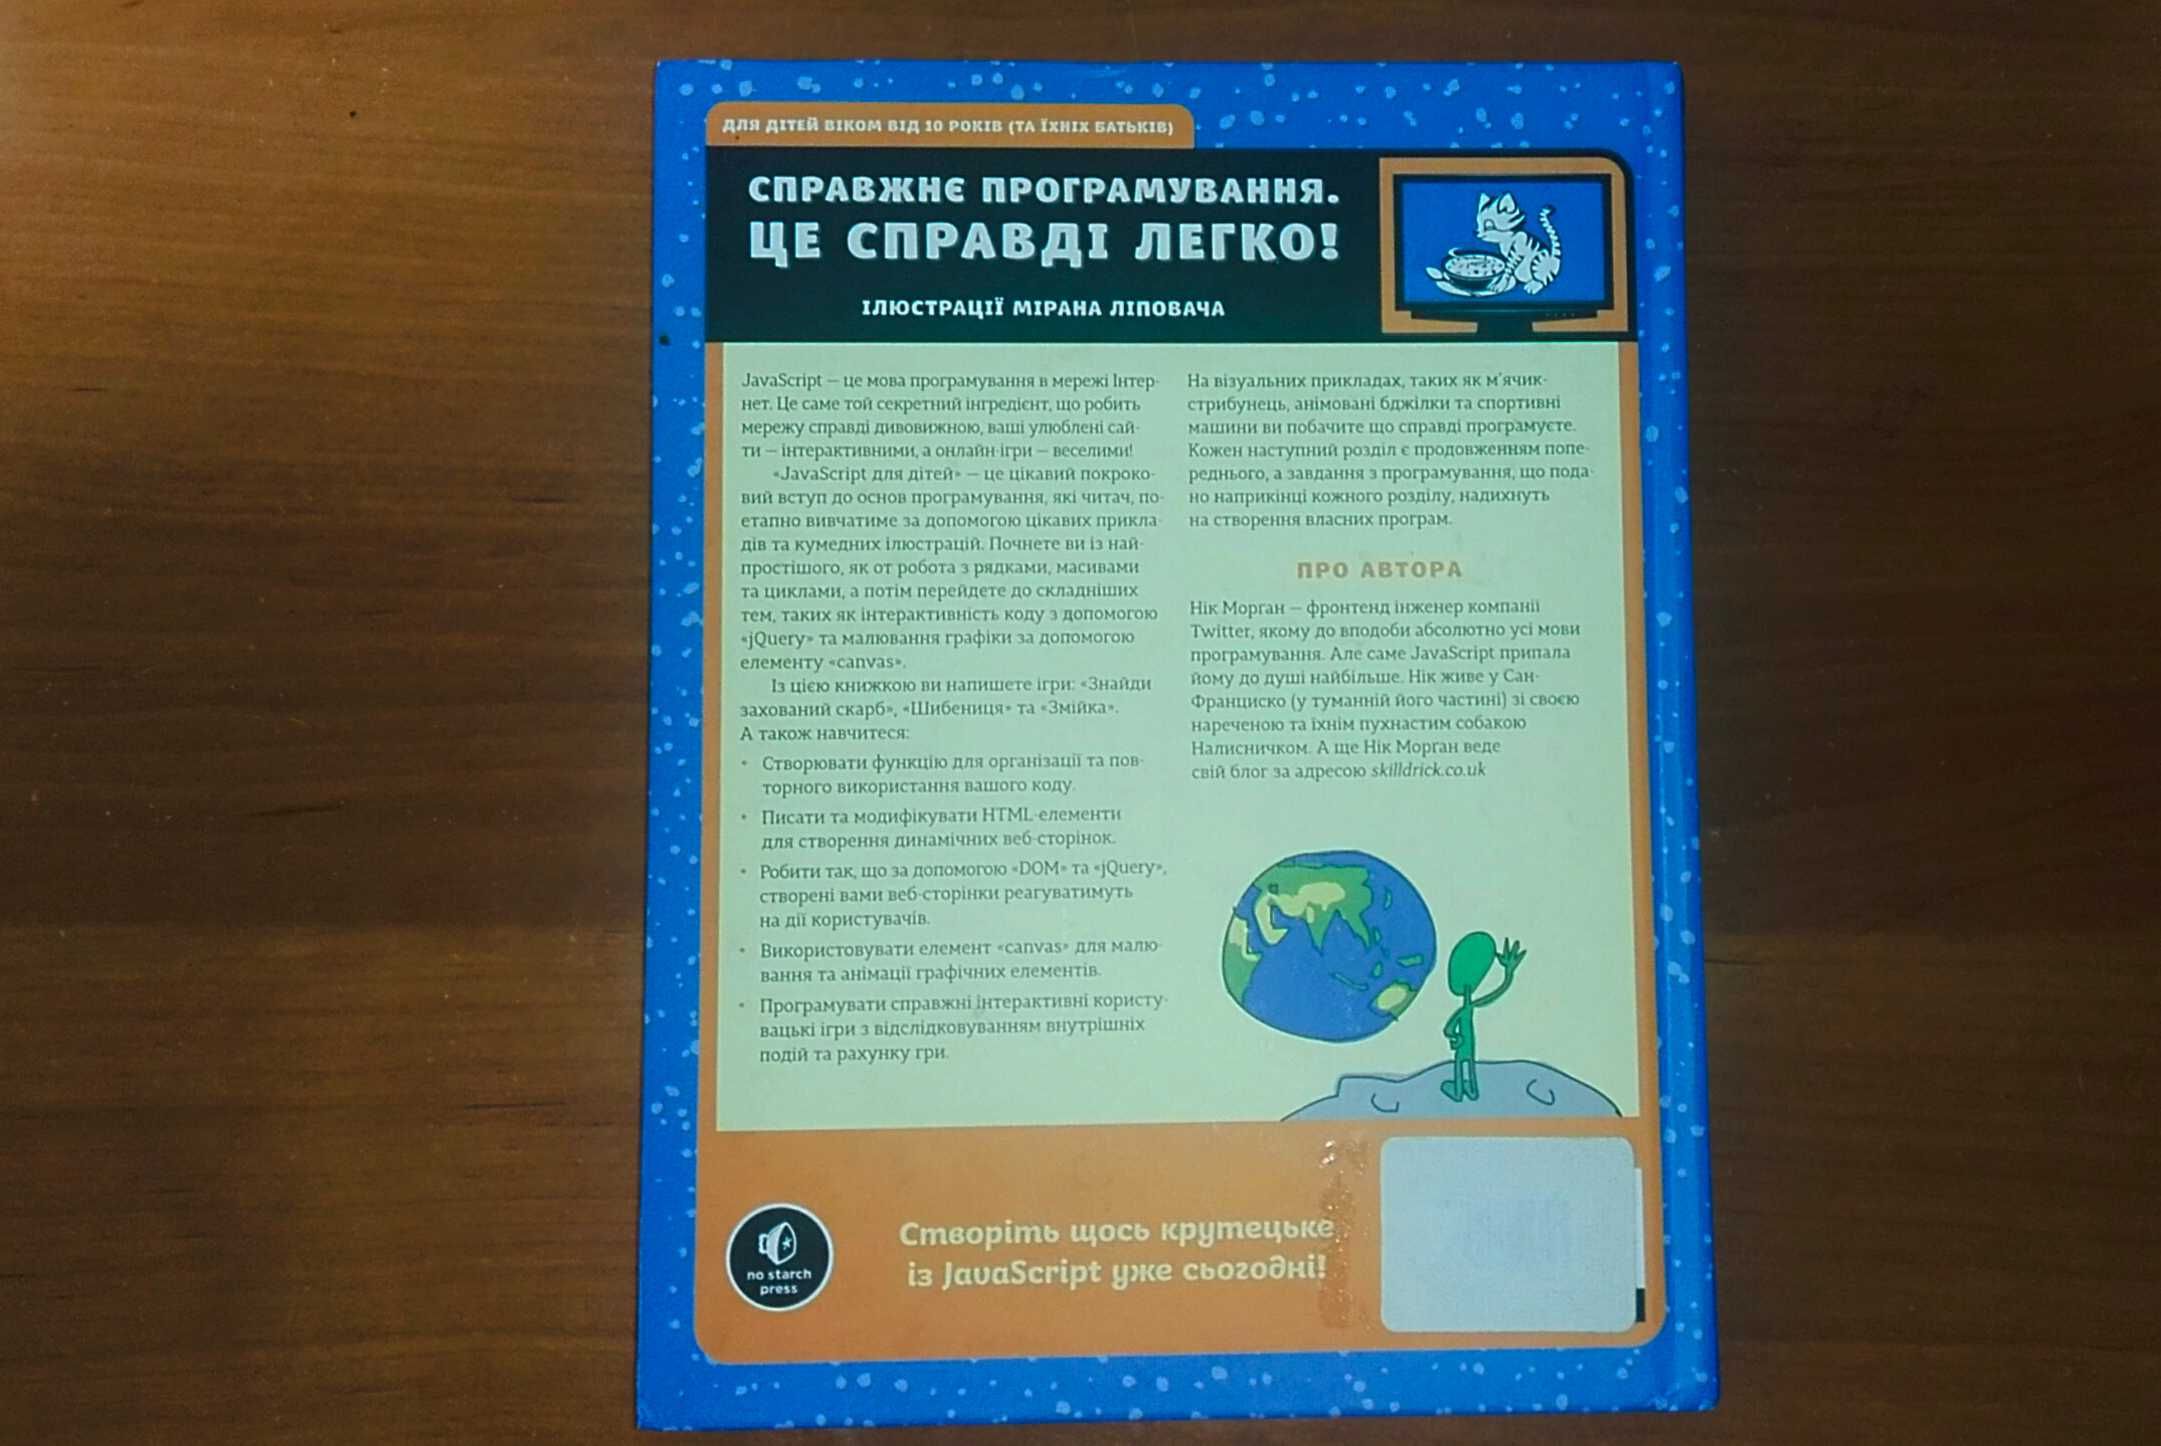 ДЛЯ ДІТЕЙ ВІКОМ ВІД 10 РОКІВ (ТА ЇХНІХ БАТЬКІВ)
СПРАВЖНЄ ПРОГРАМУВАННЯ.
ЦЕ СПРАВДІ ЛЕГКО!
ІЛЮСТРАЦІЇ МІРАНА ЛІПОВАЧА
JavaScript – це мова програмування в мережі Інтер-
нет. Це саме той секретний інгредієнт, що робить
мережу справді дивовижною, ваші улюблені сай-
ти – інтерактивними, а онлайн-ігри – веселими!
«JavaScript для дітей» – це цікавий покроко-
вий вступ до основ програмування, які читач, по-
етапно вивчатиме за допомогою цікавих прикла-
дів та кумедних ілюстрацій. Почнете ви із най-
простішого, як от робота з рядками, масивами
та циклами, а потім перейдете до складніших
тем, таких як інтерактивність коду з допомогою
«jQuery» та малювання графіки за допомогою
елементу «canvas».
Із цією книжкою ви напишете ігри: «Знайди
захований скарб», «Шибениця» та «Змійка».
А також навчитеся:
• Створювати функцію для організації та пов-
торного використання вашого коду.
• Писати та модифікувати HTML-елементи
для створення динамічних веб-сторінок.
• Робити так, що за допомогою «DOM» та «jQuery»,
створені вами веб-сторінки реагуватимуть
на дії користувачів.
• Використовувати елемент «canvas» для малю-
вання та анімації графічних елементів.
• Програмувати справжні інтерактивні користу-
вацькі ігри з відслідковуванням внутрішніх
подій та рахунку гри.
На візуальних прикладах, таких як м'ячик-
стрибунець, анімовані бджілки та спортивні
машини ви побачите що справді програмуєте.
Кожен наступний розділ є продовженням попе-
реднього, а завдання з програмування, що пода-
но наприкінці кожного розділу, надихнуть
на створення власних програм.
ПРО АВТОРА
Нік Морган – фронтенд інженер компанії
Twitter, якому до вподоби абсолютно усі мови
програмування. Але саме JavaScript припала
йому до душі найбільше. Нік живе у Сан-
Франциско (у туманній його частині) зі своєю
нареченою та їхнім пухнастим собакою
Налисничком. А ще Нік Морган веде
свій блог за адресою skilldrick.co.uk
no starch
press
Створіть щось крутецьке
із JavaScript уже сьогодні!